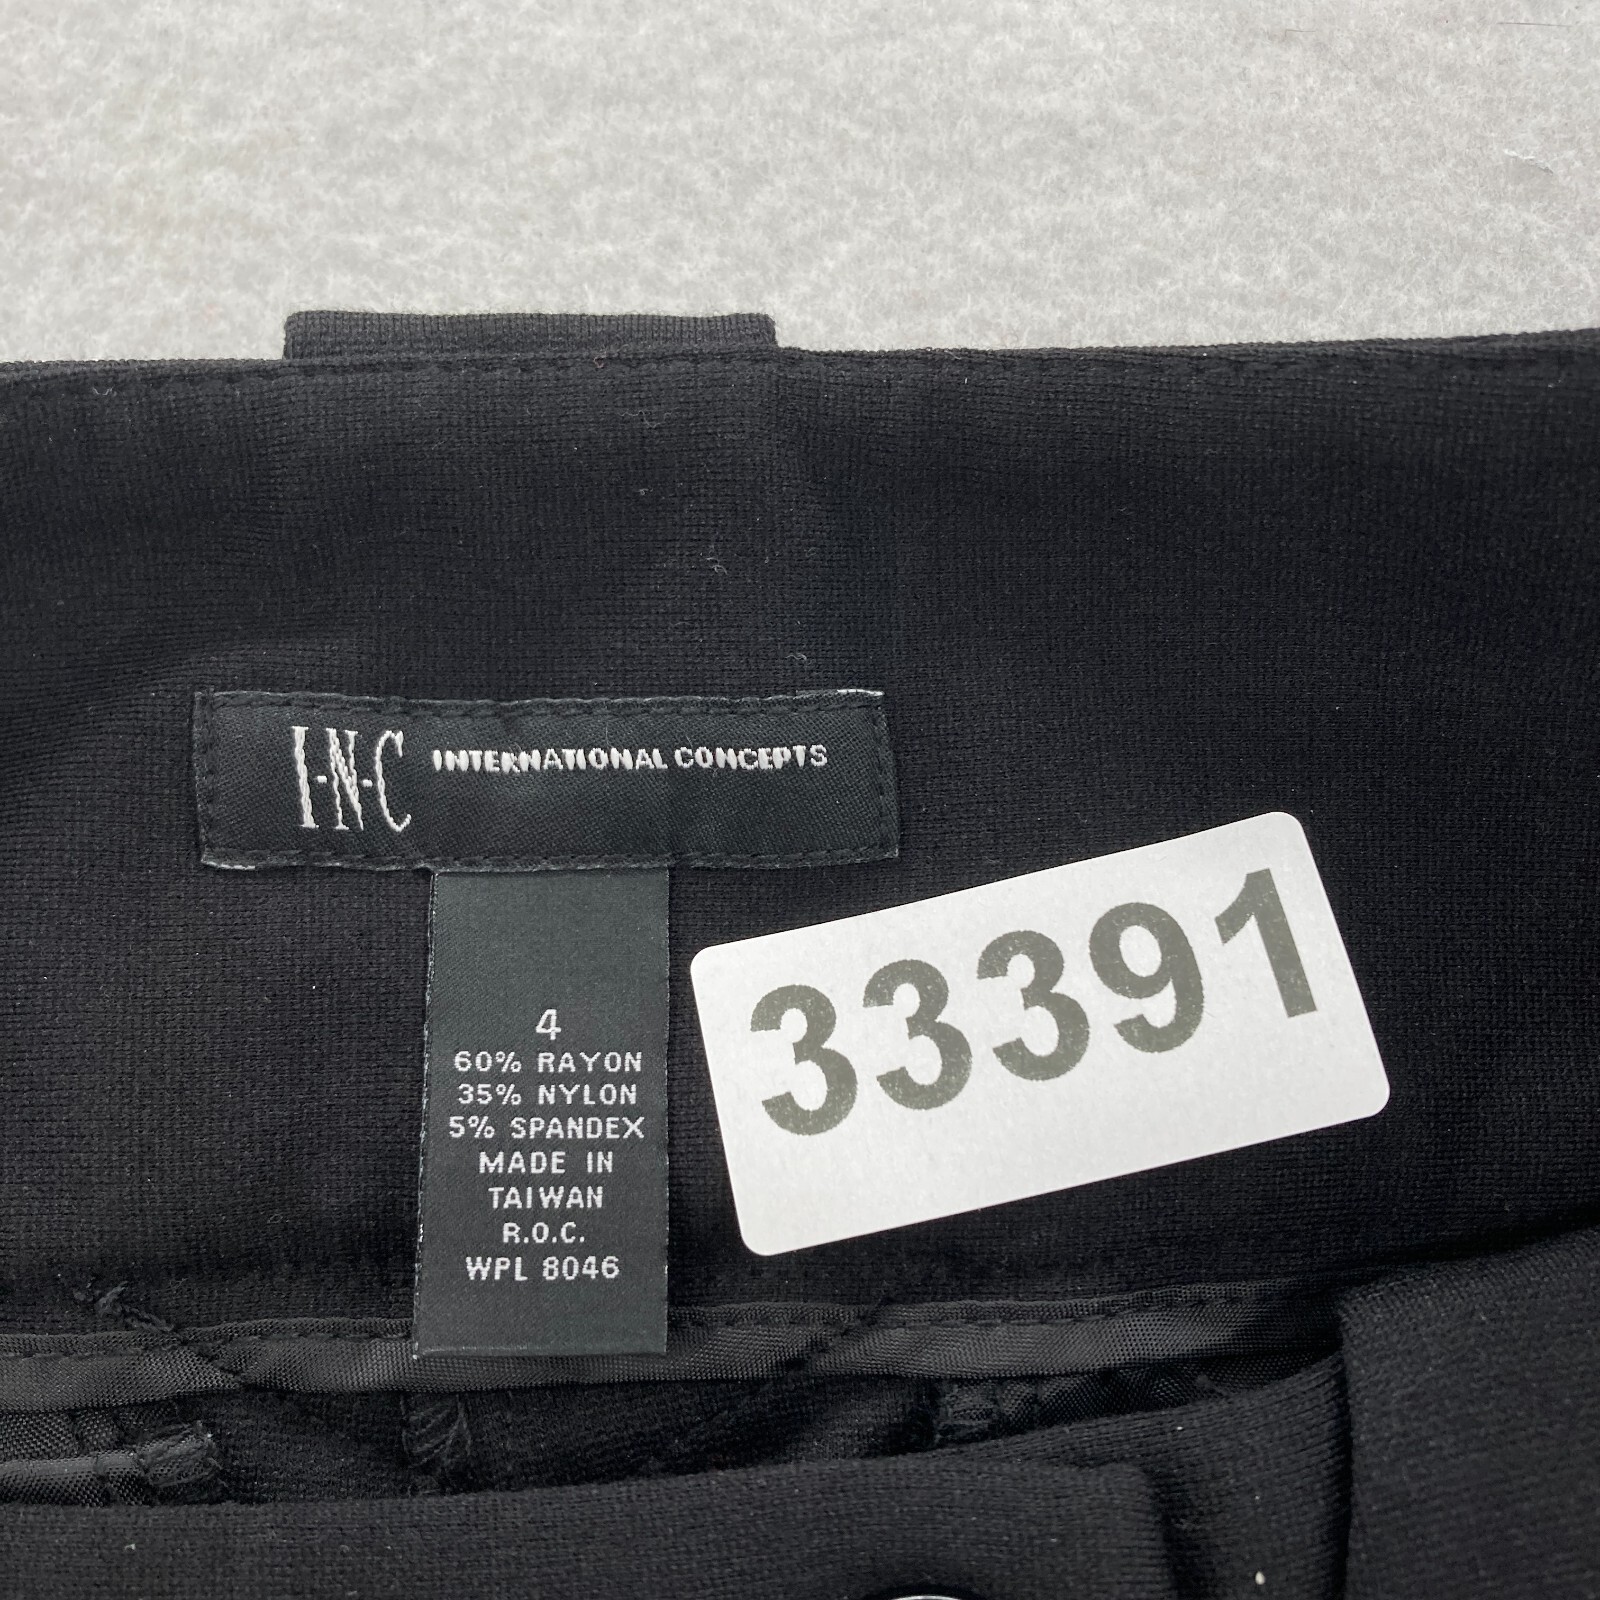 I·N·C INTERNATIONAL CONCEPTS
4
60% RAYON
35% NYLON
5% SPANDEX
MADE IN
TAIWAN
R.O.C.
WPL 8046
33391